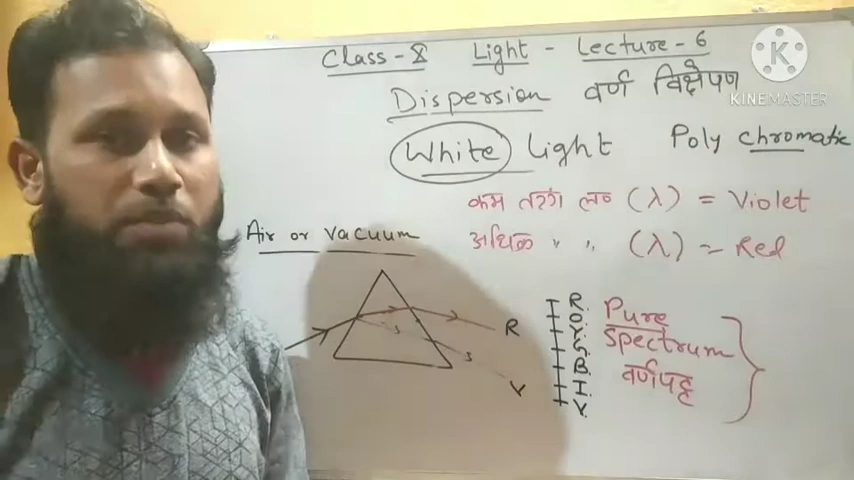 Class - X Light - Lecture - 6
Dispersion वर्ण विक्षेपण
White light Poly chromatic
कम तरंग लम्ब (λ) = Violet
अधिक " " (λ) = Red
Air or vacuum
R
V
R.
O.
Y.
G.
B.
I.
V.
Pure
Spectrum
वर्णपट्ट
K
KINEMASTER